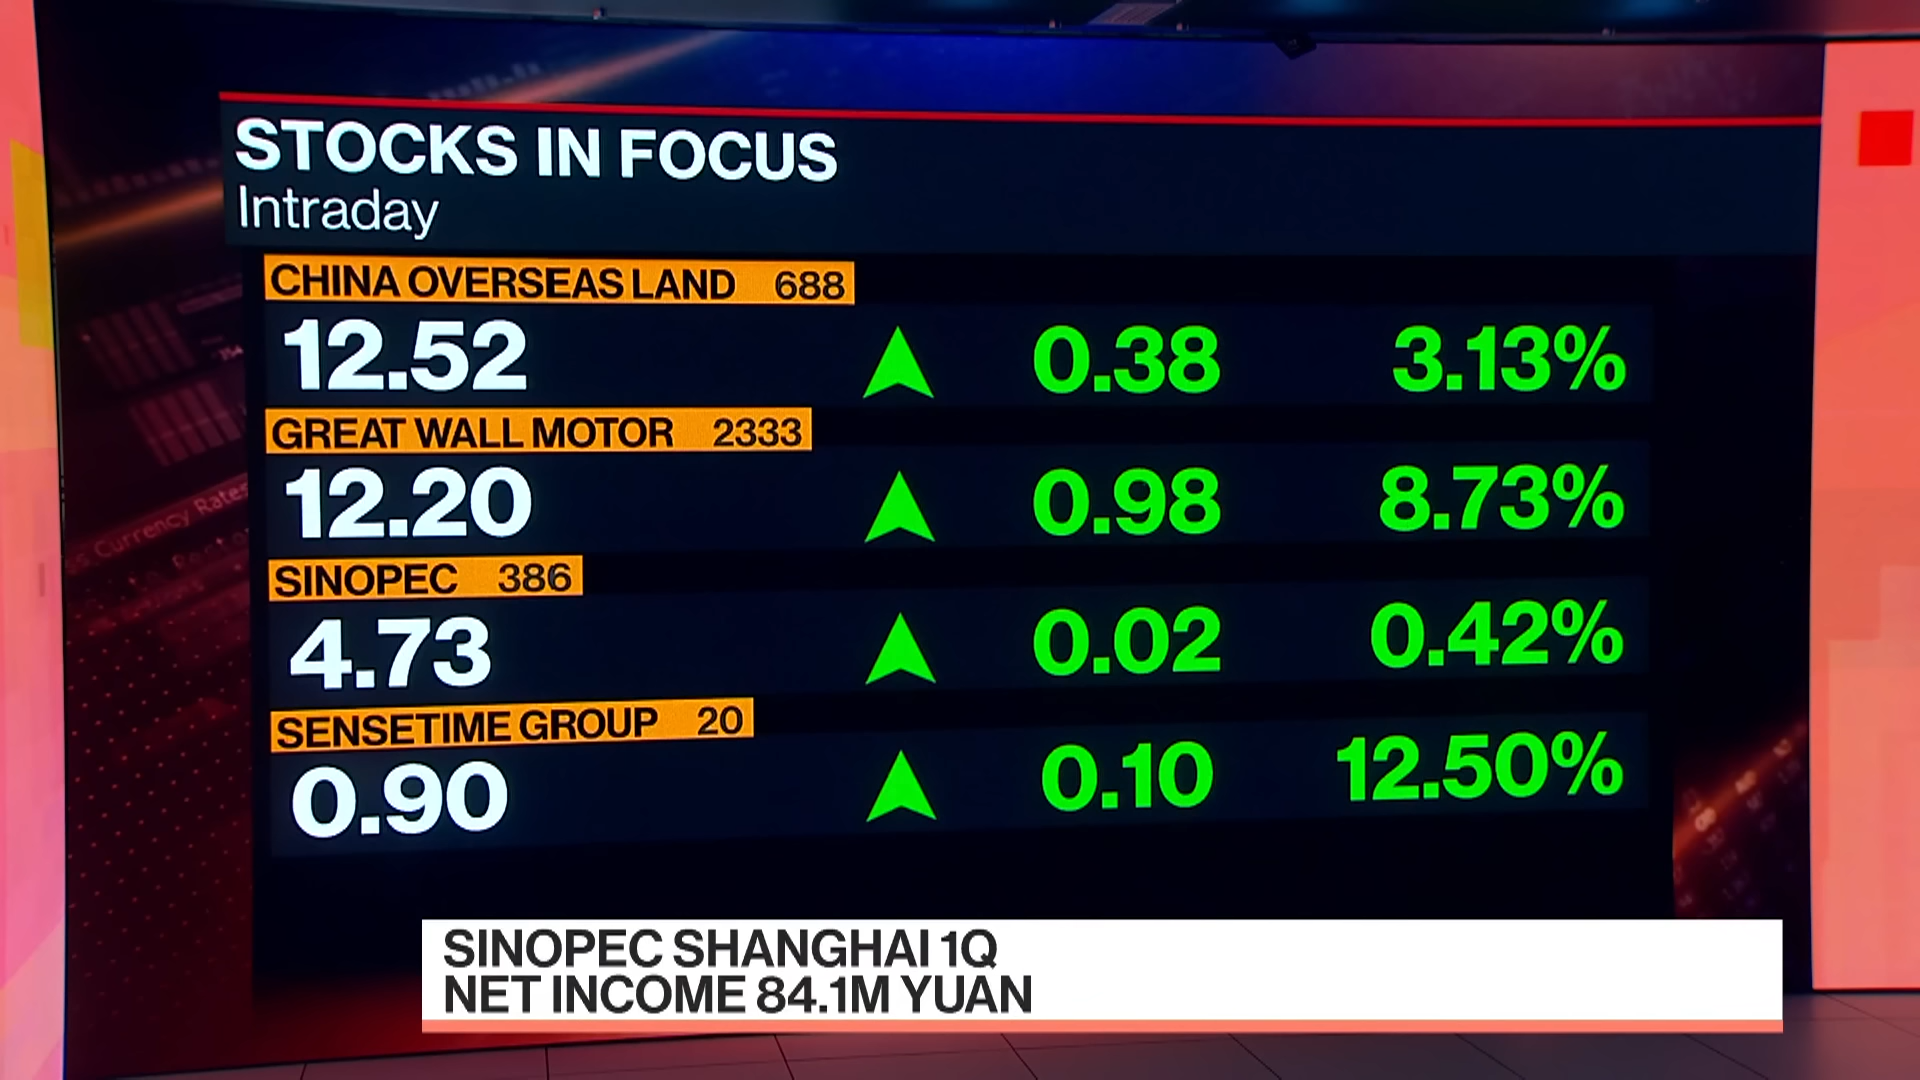 STOCKS IN FOCUS
Intraday
CHINA OVERSEAS LAND 688
12.52 0.38 3.13%
GREAT WALL MOTOR 2333
12.20 0.98 8.73%
SINOPEC 386
4.73 0.02 0.42%
SENSETIME GROUP 20
0.90 0.10 12.50%
Currency Rates
SINOPEC SHANGHAI 1Q
NET INCOME 84.1M YUAN